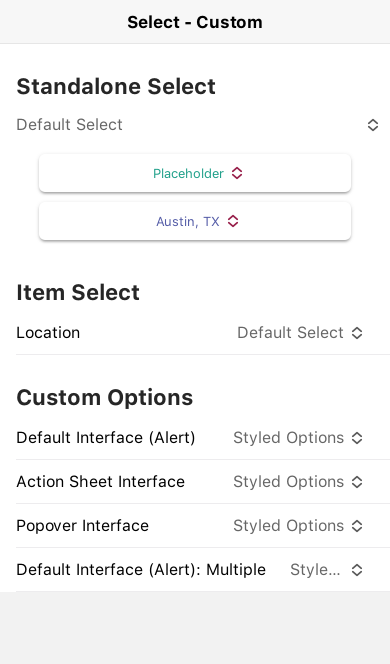 Select - Custom
Standalone Select
Default Select
Placeholder
Austin, TX
Item Select
Location Default Select
Custom Options
Default Interface (Alert) Styled Options
Action Sheet Interface Styled Options
Popover Interface Styled Options
Default Interface (Alert): Multiple Style...